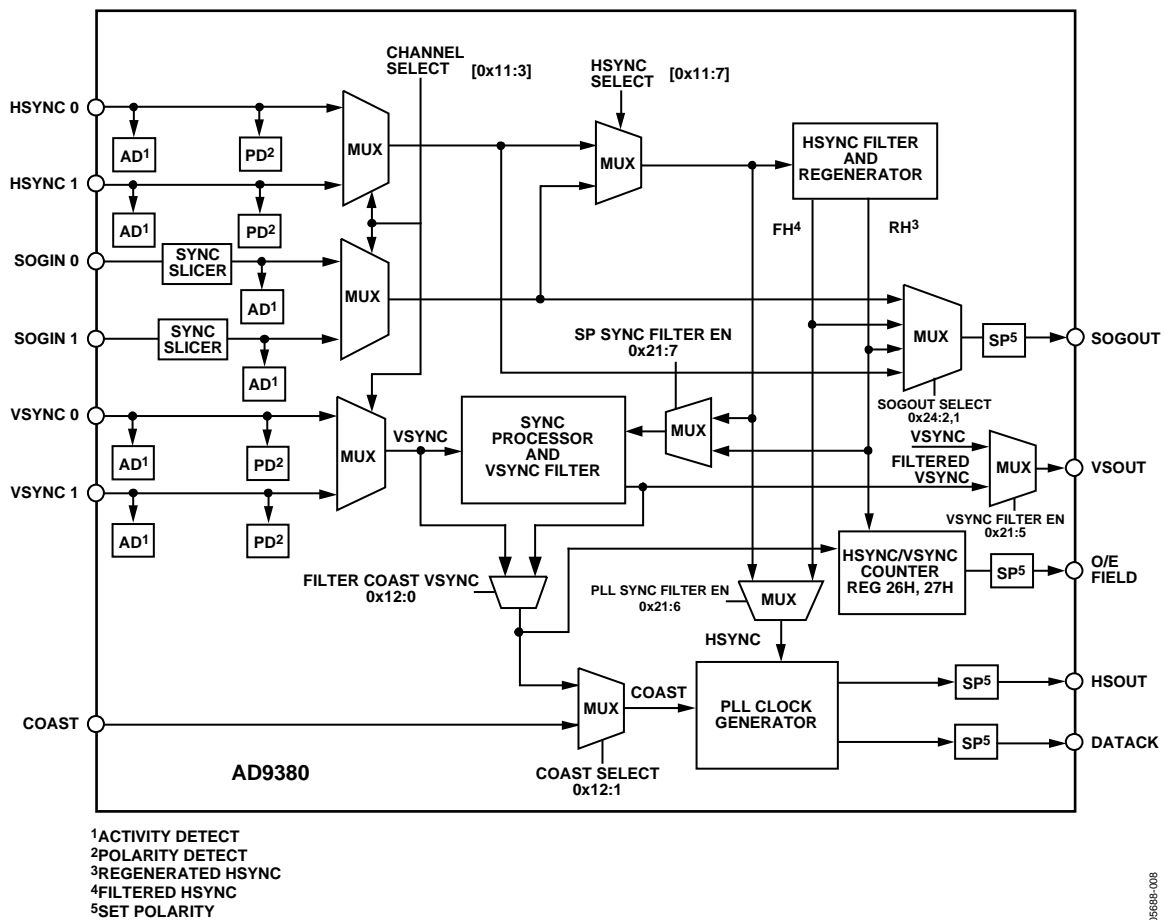 CHANNEL
SELECT [0x11:3]
HSYNC
SELECT [0x11:7]
HSYNC 0
AD1
PD2
MUX
MUX
HSYNC FILTER
AND
REGENERATOR
HSYNC 1
AD1
PD2
FH4
RH3
SOGIN 0
SYNC
SLICER
AD1
MUX
SOGIN 1
SYNC
SLICER
AD1
SP SYNC FILTER EN
0x21:7
MUX
SP5
SOGOUT
SOGOUT SELECT
0x24:2,1
VSYNC 0
AD1
PD2
MUX
VSYNC
SYNC
PROCESSOR
AND
VSYNC FILTER
MUX
VSYNC
FILTERED
VSYNC
MUX
VSOUT
VSYNC FILTER EN
0x21:5
VSYNC 1
AD1
PD2
FILTER COAST VSYNC
0x12:0
PLL SYNC FILTER EN
0x21:6
MUX
HSYNC
HSYNC/VSYNC
COUNTER
REG 26H, 27H
SP5
O/E
FIELD
COAST
MUX
COAST
COAST SELECT
0x12:1
PLL CLOCK
GENERATOR
SP5
HSOUT
SP5
DATACK
AD9380
1ACTIVITY DETECT
2POLARITY DETECT
3REGENERATED HSYNC
4FILTERED HSYNC
5SET POLARITY
05688-008